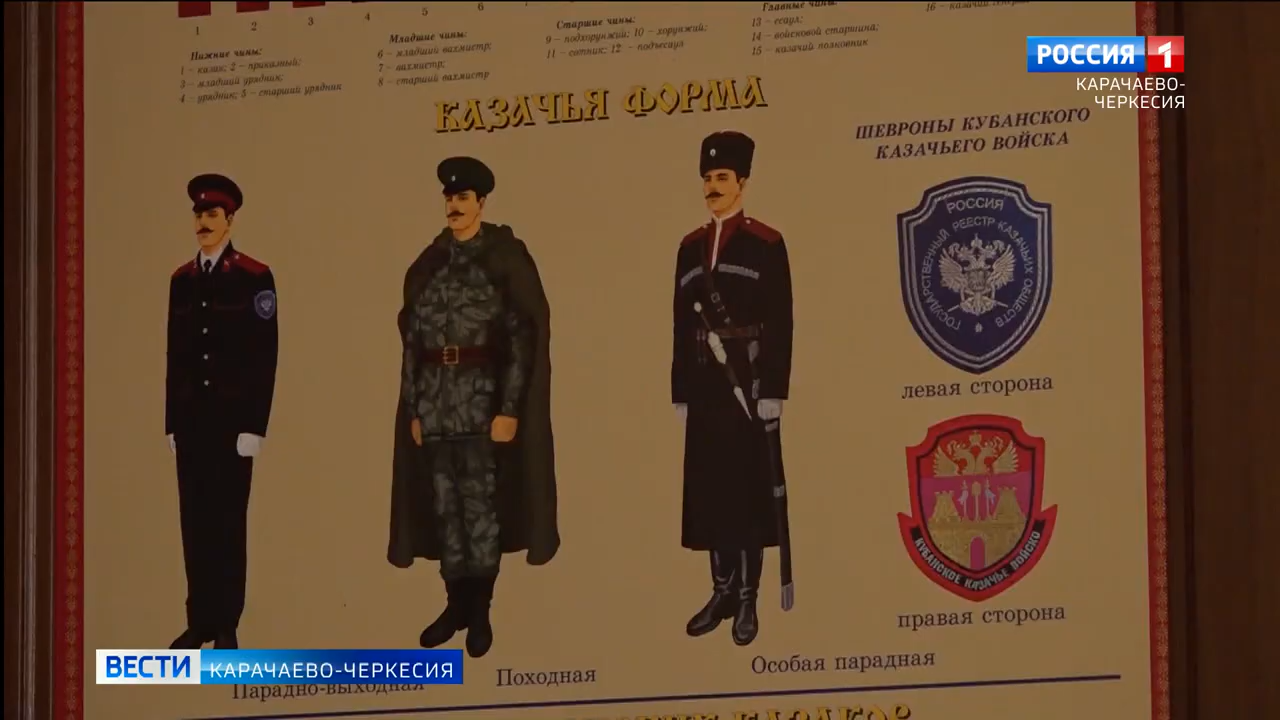 1 2 3 5 6
Нижние чины:
1 – казак; 2 – приказный;
3 – младший урядник;
4 – урядник; 5 – старший урядник
Младшие чины:
6 – младший вахмистр;
7 – вахмистр;
8 – старший вахмистр
Старшие чины:
9 – подхорунжий; 10 – хорунжий;
11 – сотник; 12 – подъесаул
Главные чины:
13 – есаул;
14 – войсковой старшина;
15 – казачий полковник
16 – казачий генерал
РОССИЯ 1
КАРАЧАЕВО-
ЧЕРКЕСИЯ
КАЗАЧЬЯ ФОРМА
ШЕВРОНЫ КУБАНСКОГО
КАЗАЧЬЕГО ВОЙСКА
РОССИЯ
ГОСУДАРСТВЕННЫЙ РЕЕСТР КАЗАЧЬИХ ОБЩЕСТВ
левая сторона
КУБАНСКОЕ КАЗАЧЬЕ ВОЙСКО
правая сторона
Парадно-выходная
Походная
Особая парадная
ВЕСТИ КАРАЧАЕВО-ЧЕРКЕСИЯ